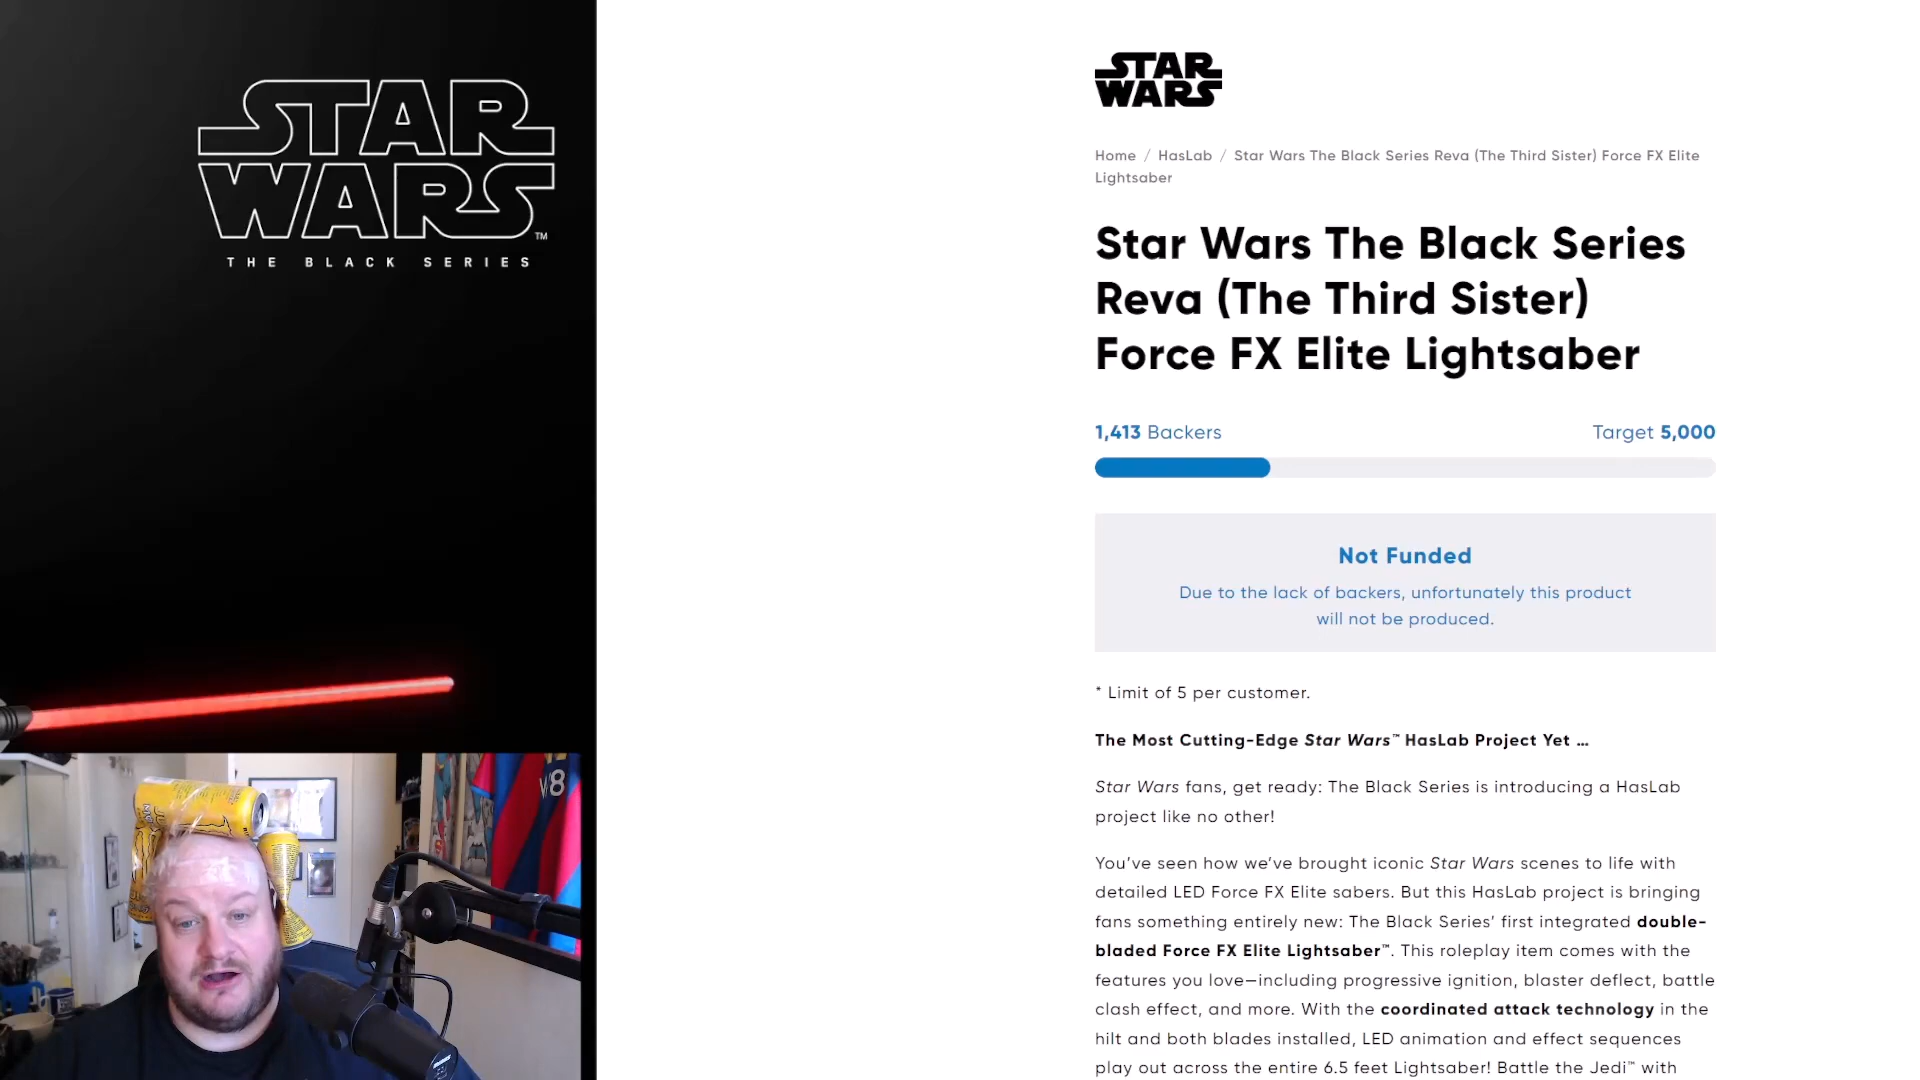 STAR
WARS
TM
THE BLACK SERIES
V8
STAR
WARS
Home / HasLab / Star Wars The Black Series Reva (The Third Sister) Force FX Elite
Lightsaber
Star Wars The Black Series
Reva (The Third Sister)
Force FX Elite Lightsaber
1,413 Backers Target 5,000
Not Funded
Due to the lack of backers, unfortunately this product
will not be produced.
* Limit of 5 per customer.
The Most Cutting-Edge Star Wars™ HasLab Project Yet …
Star Wars fans, get ready: The Black Series is introducing a HasLab
project like no other!
You’ve seen how we’ve brought iconic Star Wars scenes to life with
detailed LED Force FX Elite sabers. But this HasLab project is bringing
fans something entirely new: The Black Series’ first integrated double-
bladed Force FX Elite Lightsaber™. This roleplay item comes with the
features you love—including progressive ignition, blaster deflect, battle
clash effect, and more. With the coordinated attack technology in the
hilt and both blades installed, LED animation and effect sequences
play out across the entire 6.5 feet Lightsaber! Battle the Jedi™ with